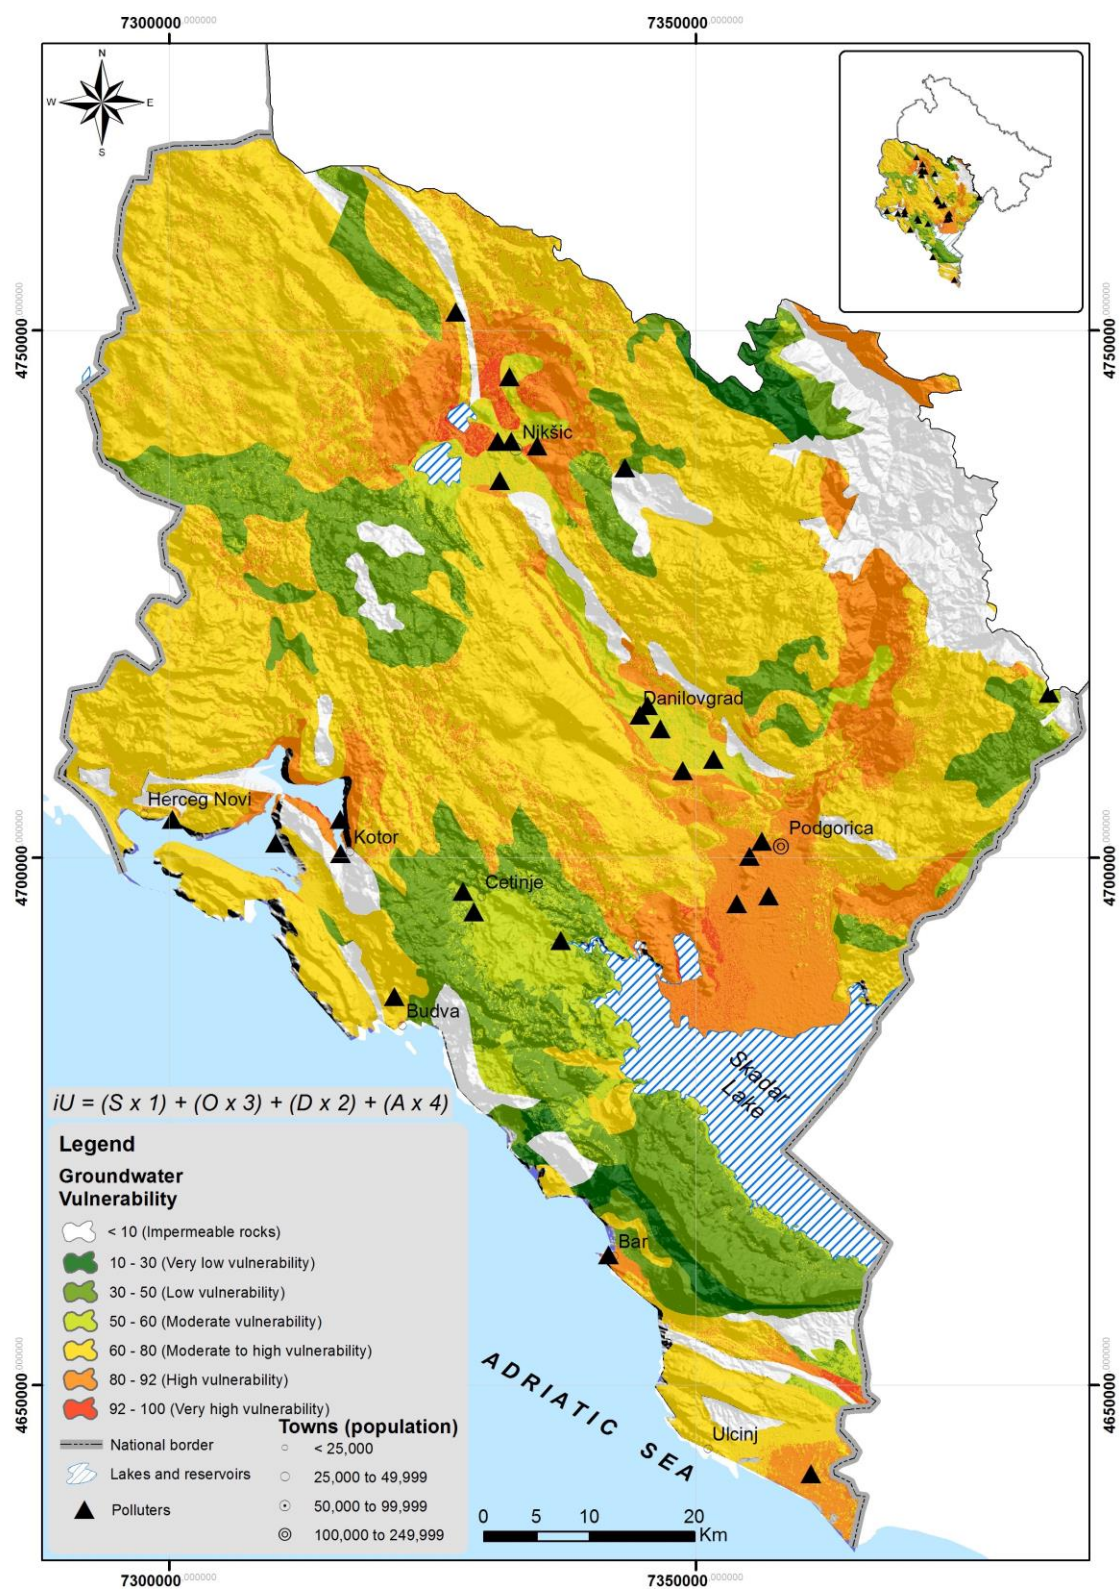 7300000,000000
7350000,000000
N
W
E
S
4750000,000000
4750000,000000
Nikšic
Danilovgrad
Herceg Novi
Kotor
Podgorica
4700000,000000
4700000,000000
Cetinje
Budva
Skadar
Lake
iU = (S x 1) + (O x 3) + (D x 2) + (A x 4)
Legend
Groundwater
Vulnerability
< 10 (Impermeable rocks)
10 - 30 (Very low vulnerability)
30 - 50 (Low vulnerability)
50 - 60 (Moderate vulnerability)
60 - 80 (Moderate to high vulnerability)
80 - 92 (High vulnerability)
92 - 100 (Very high vulnerability)
National border
Lakes and reservoirs
Polluters
Towns (population)
< 25,000
25,000 to 49,999
50,000 to 99,999
100,000 to 249,999
Bar
ADRIATIC SEA
Ulcinj
4650000,000000
4650000,000000
0 5 10 20
Km
7300000,000000
7350000,000000